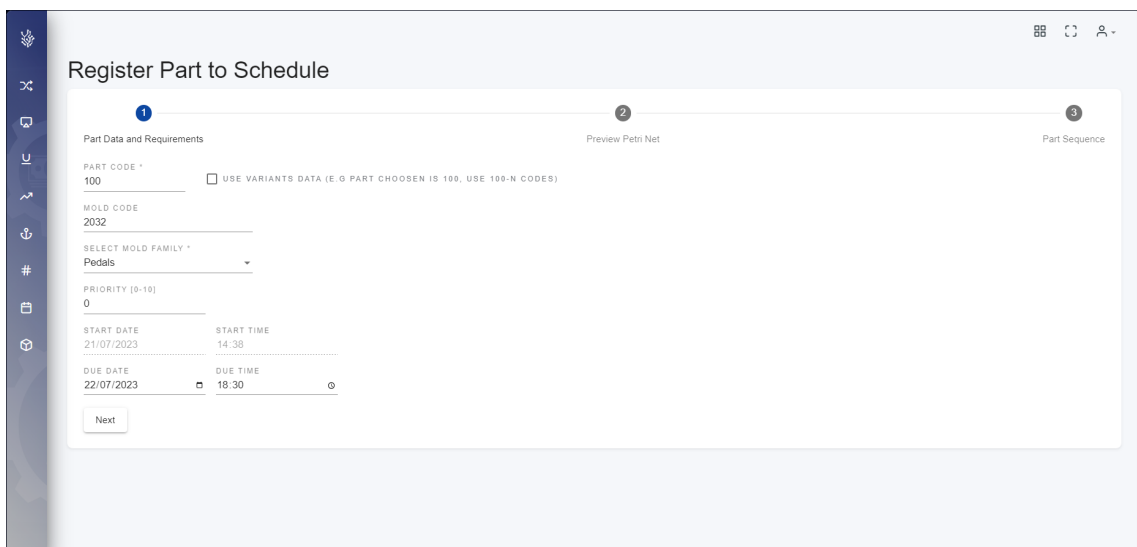 Register Part to Schedule
1 2 3
Part Data and Requirements Preview Petri Net Part Sequence
PART CODE *
100 USE VARIANTS DATA (E.G PART CHOOSEN IS 100, USE 100-N CODES)
MOLD CODE
2032
SELECT MOLD FAMILY *
Pedals
PRIORITY [0-10]
0
START DATE START TIME
21/07/2023 14:38
DUE DATE DUE TIME
22/07/2023 18:30
Next